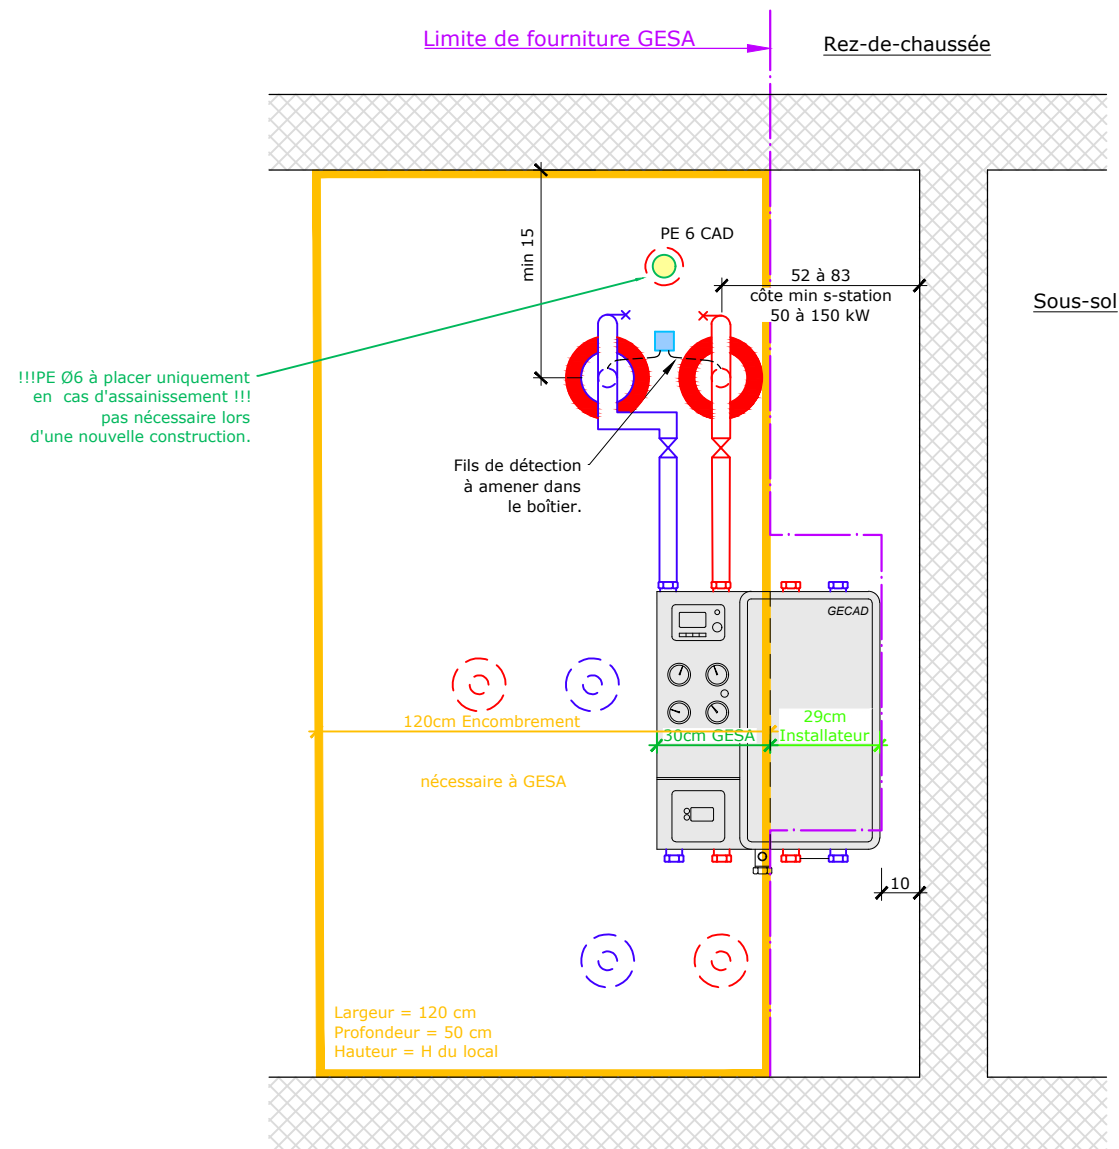 Limite de fourniture GESA
Rez-de-chaussée
PE 6 CAD
min 15
52 à 83
côte min s-station
50 à 150 kW
Sous-sol
!!!PE Ø6 à placer uniquement
en cas d'assainissement !!!
pas nécessaire lors
d'une nouvelle construction.
Fils de détection
à amener dans
le boîtier.
GECAD
120cm Encombrement
29cm
30cm GESA
Installateur
nécessaire à GESA
10
Largeur = 120 cm
Profondeur = 50 cm
Hauteur = H du local